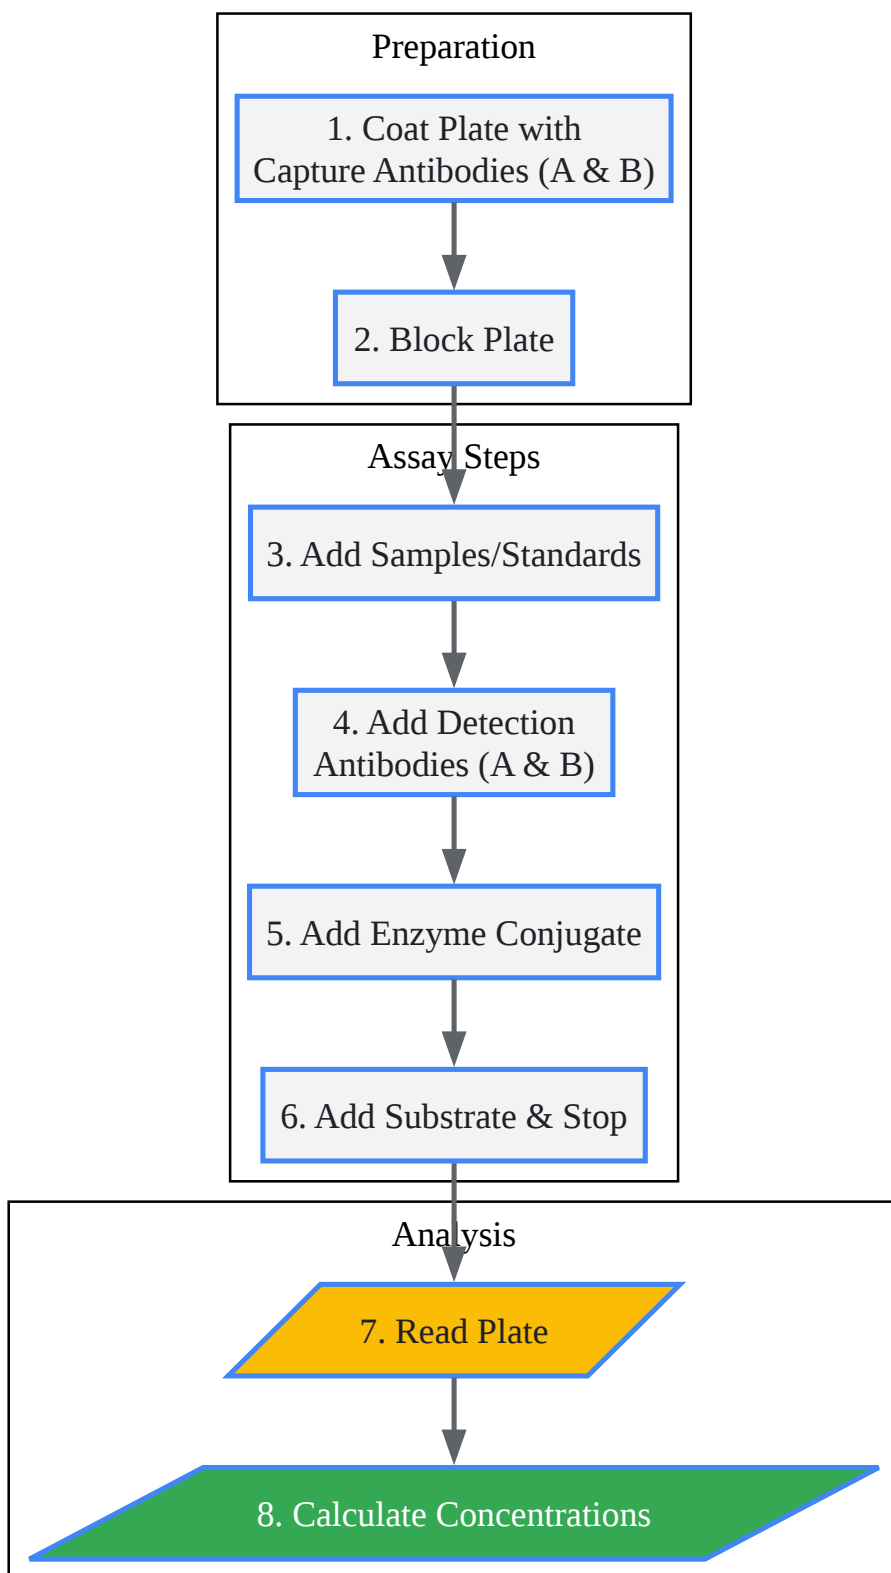 Preparation
1. Coat Plate with
Capture Antibodies (A & B)
2. Block Plate
Assay Steps
3. Add Samples/Standards
4. Add Detection
Antibodies (A & B)
5. Add Enzyme Conjugate
6. Add Substrate & Stop
Analysis
7. Read Plate
8. Calculate Concentrations